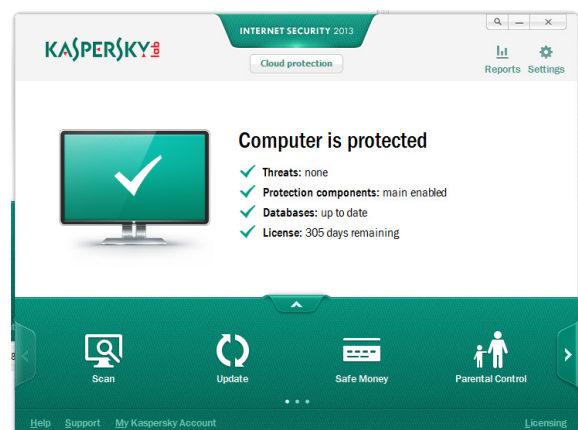 INTERNET SECURITY 2013
KASPERSKY lab
Cloud protection
Reports Settings
Computer is protected
Threats: none
Protection components: main enabled
Databases: up to date
License: 305 days remaining
Scan Update Safe Money Parental Control
Help Support My Kaspersky Account Licensing